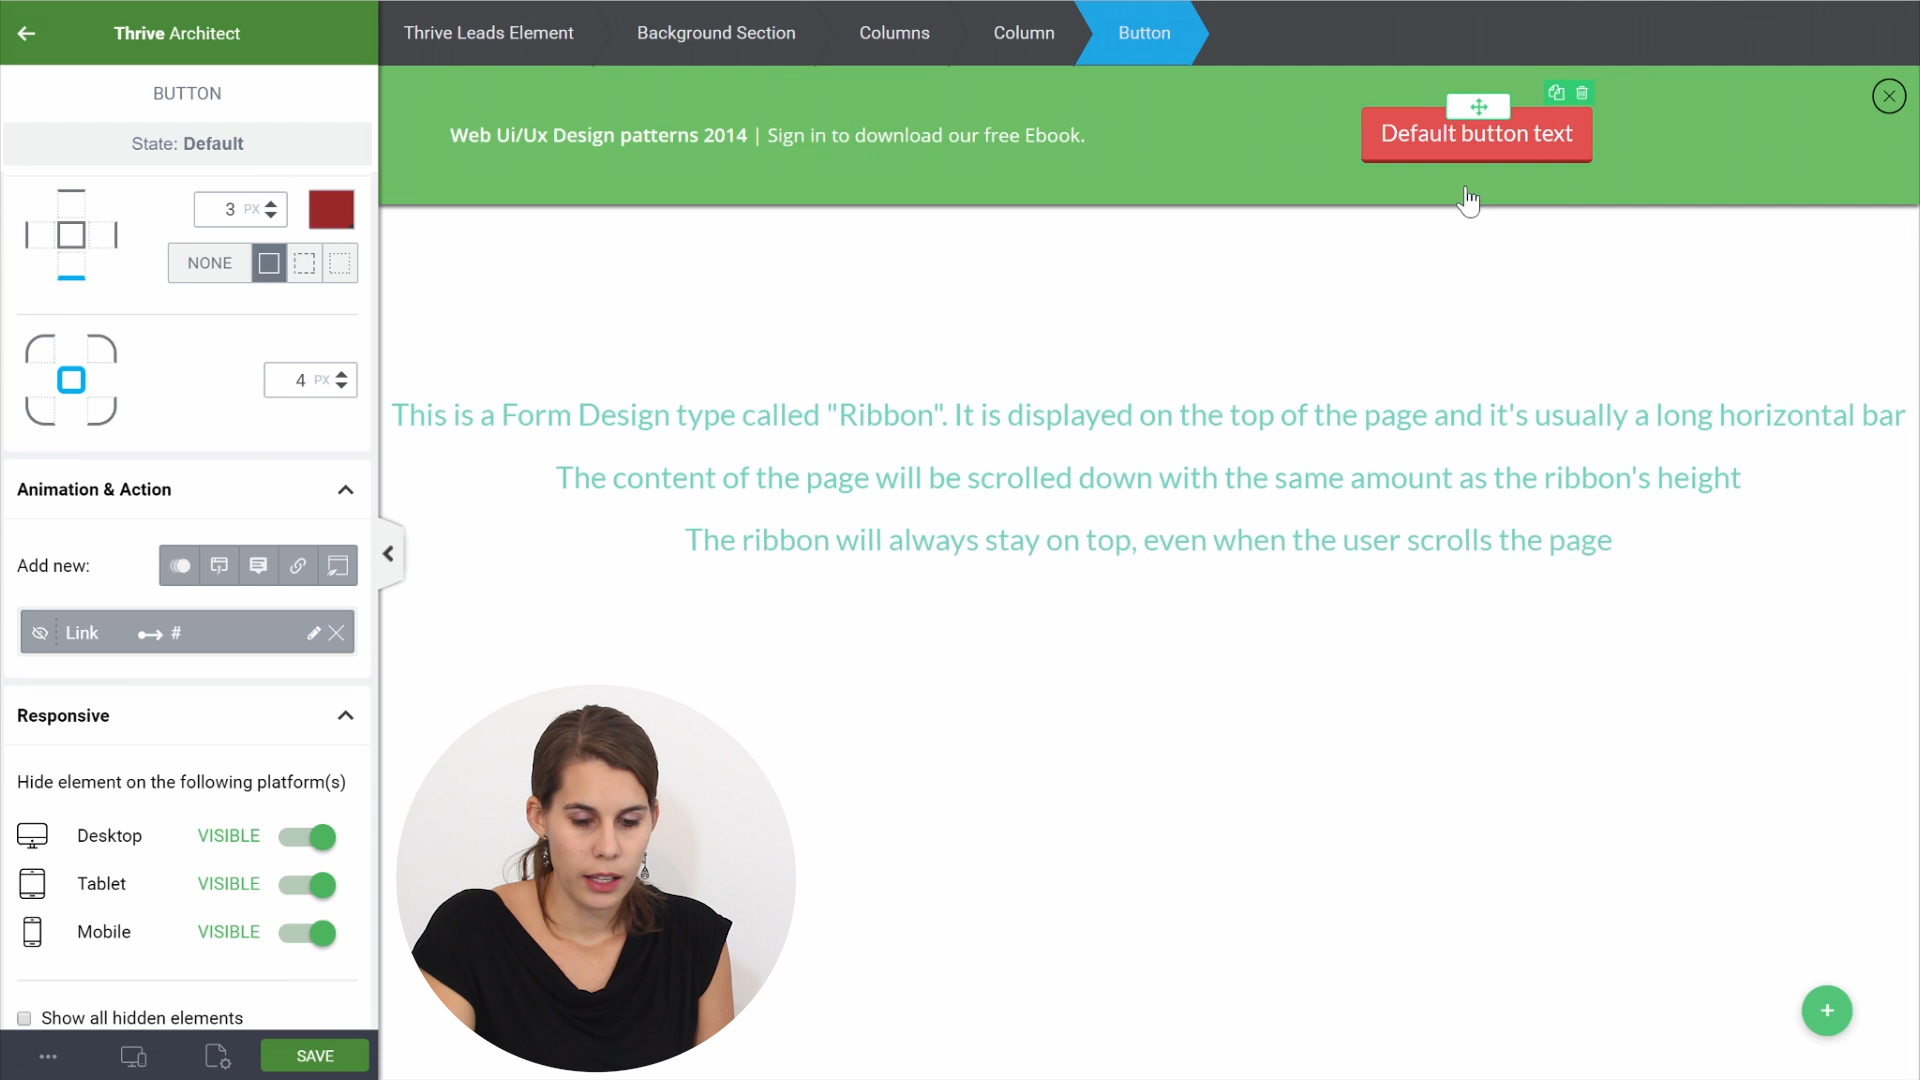 Thrive Architect
Thrive Leads Element
Background Section
Columns
Column
Button
BUTTON
State: Default
3 PX
NONE
4 PX
Animation & Action
Add new:
Link #
Responsive
Hide element on the following platform(s)
Desktop VISIBLE
Tablet VISIBLE
Mobile VISIBLE
Show all hidden elements
SAVE
Web Ui/Ux Design patterns 2014 | Sign in to download our free Ebook.
Default button text
This is a Form Design type called "Ribbon". It is displayed on the top of the page and it's usually a long horizontal bar
The content of the page will be scrolled down with the same amount as the ribbon's height
The ribbon will always stay on top, even when the user scrolls the page